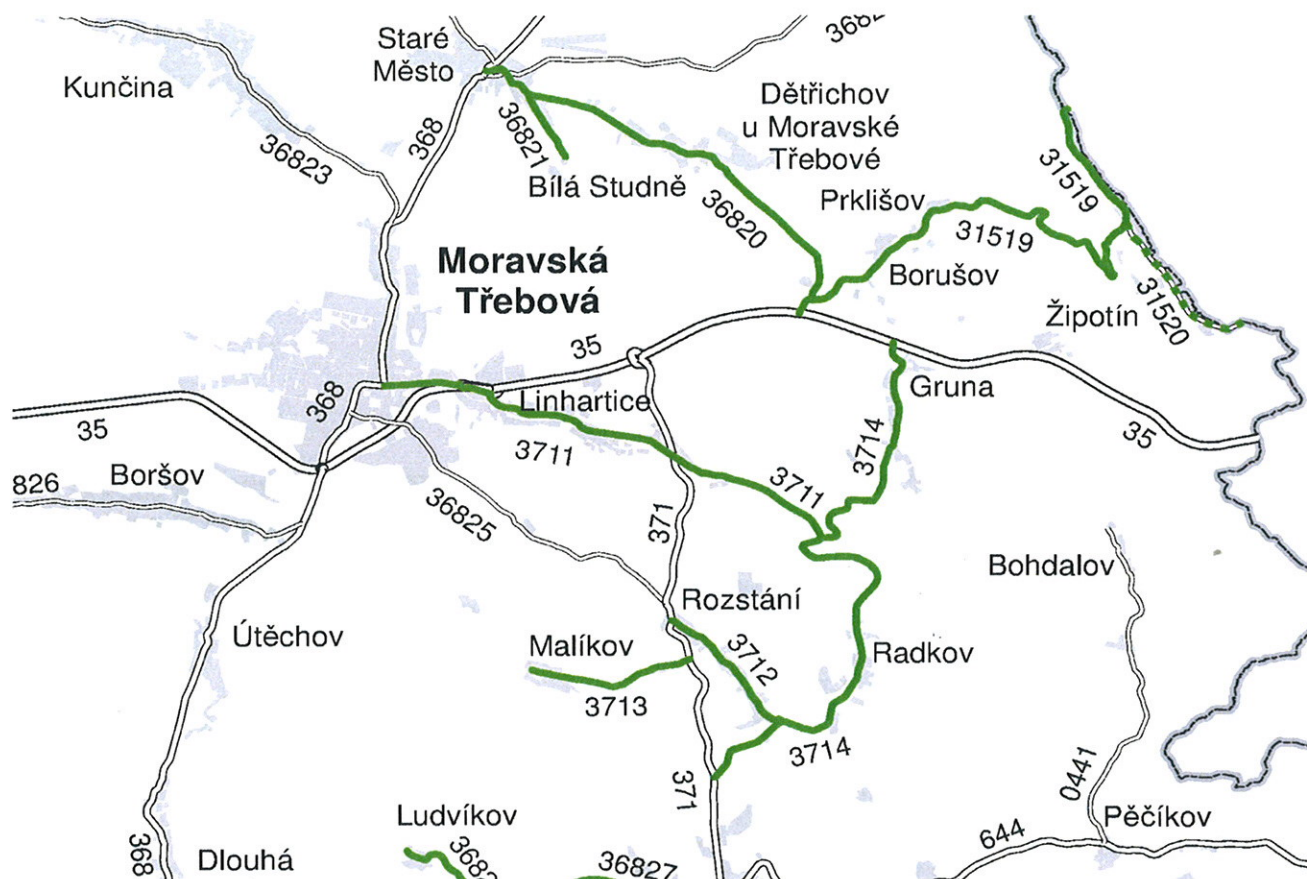 Staré
Město
3682
Kunčina
Dětřichov
u Moravské
Třebové
368
36821
36823
31519
Bílá Studně
Prklišov
36820
31519
Moravská
Třebová
Borušov
31520
Žipotín
35
Gruna
368
Linhartice
35
35
3711
3714
Boršov
826
3711
36825
371
Bohdalov
Rozstání
Útěchov
Malíkov
3712
Radkov
3713
3714
371
0441
Ludvíkov
Pěčíkov
644
368
Dlouhá
3682
36827